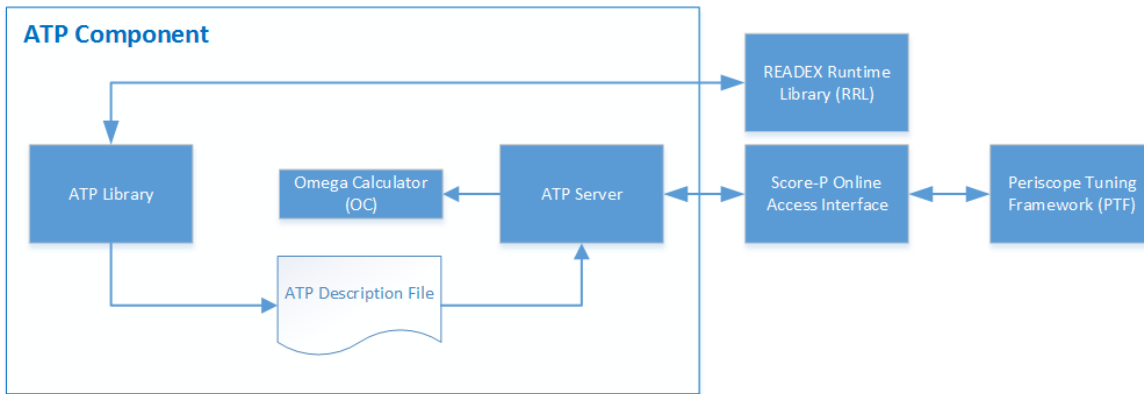 ATP Component
READEX Runtime
Library (RRL)
ATP Library
Omega Calculator
(OC)
ATP Server
Score-P Online
Access Interface
Periscope Tuning
Framework (PTF)
ATP Description File